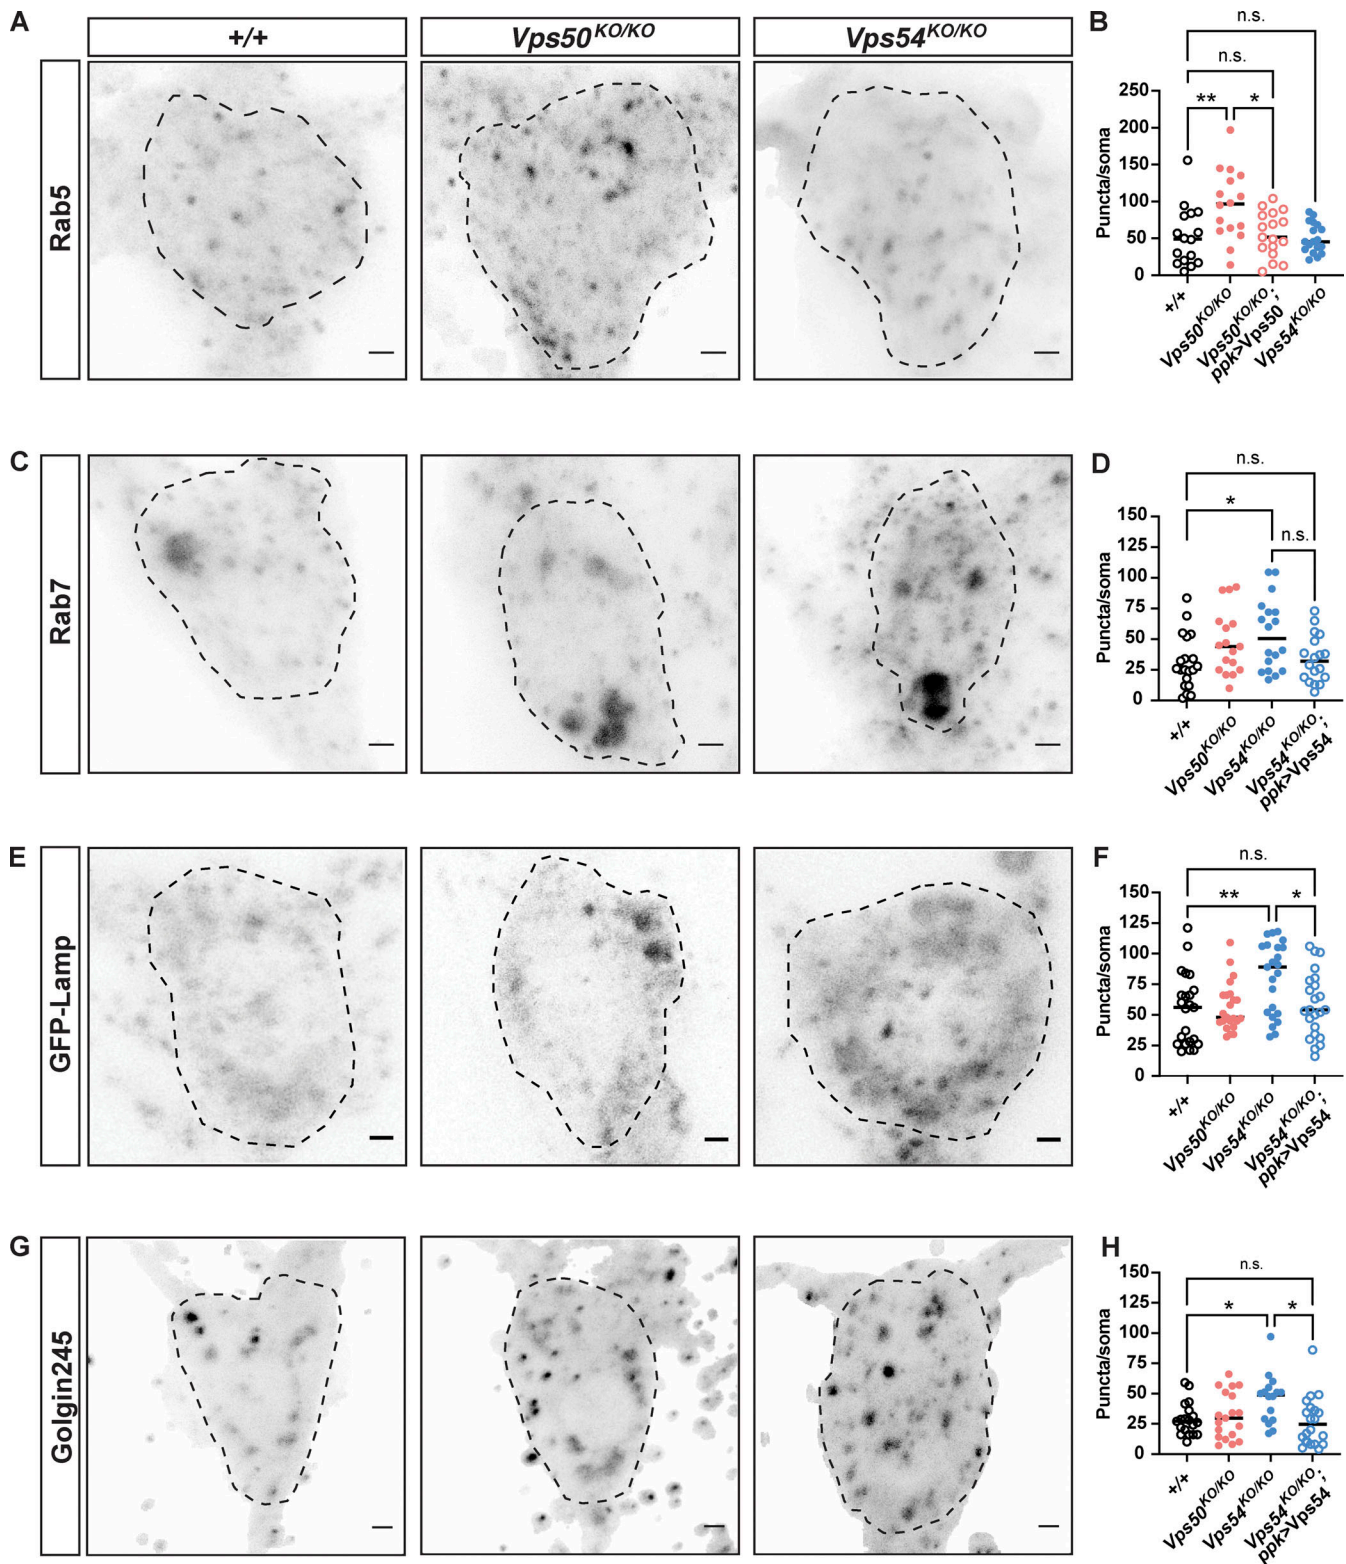 A
+/+
Vps50KO/KO
Vps54KO/KO
Rab5
B
n.s.
n.s.
** *
Puncta/soma
250
200
150
100
50
0
+/+
Vps50KO/KO
Vps50KO/KO;
ppk>Vps50
Vps54KO/KO
C
Rab7
D
n.s.
*
n.s.
Puncta/soma
150
125
100
75
50
25
0
+/+
Vps50KO/KO
Vps54KO/KO
Vps54KO/KO;
ppk>Vps54
E
GFP-Lamp
F
n.s.
** *
Puncta/soma
150
125
100
75
50
25
0
+/+
Vps50KO/KO
Vps54KO/KO
Vps54KO/KO;
ppk>Vps54
G
Golgin245
H
n.s.
* *
Puncta/soma
150
125
100
75
50
25
0
+/+
Vps50KO/KO
Vps54KO/KO
Vps54KO/KO;
ppk>Vps54